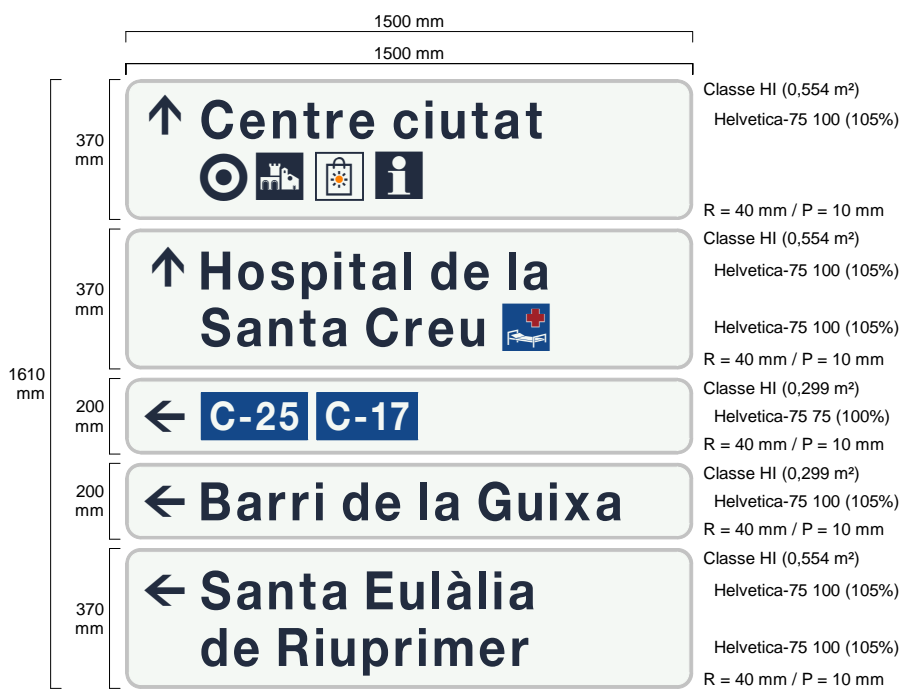 1500 mm
1500 mm
1610 mm
370 mm
Centre ciutat
i
Classe HI (0,554 m²)
Helvetica-75 100 (105%)
R = 40 mm / P = 10 mm
370 mm
Hospital de la
Santa Creu
Classe HI (0,554 m²)
Helvetica-75 100 (105%)
Helvetica-75 100 (105%)
R = 40 mm / P = 10 mm
200 mm
C-25 C-17
Classe HI (0,299 m²)
Helvetica-75 75 (100%)
R = 40 mm / P = 10 mm
200 mm
Barri de la Guixa
Classe HI (0,299 m²)
Helvetica-75 100 (105%)
R = 40 mm / P = 10 mm
370 mm
Santa Eulàlia
de Riuprimer
Classe HI (0,554 m²)
Helvetica-75 100 (105%)
Helvetica-75 100 (105%)
R = 40 mm / P = 10 mm